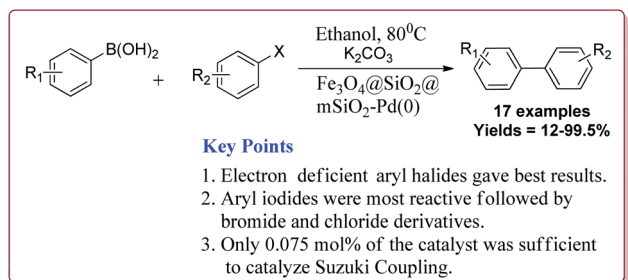 R₁
B(OH)₂
+
R₂
X
Ethanol, 80⁰C
K₂CO₃
Fe₃O₄@SiO₂@
mSiO₂-Pd(0)
R₁
R₂
17 examples
Yields = 12-99.5%
Key Points
1. Electron deficient aryl halides gave best results.
2. Aryl iodides were most reactive followed by
bromide and chloride derivatives.
3. Only 0.075 mol% of the catalyst was sufficient
to catalyze Suzuki Coupling.